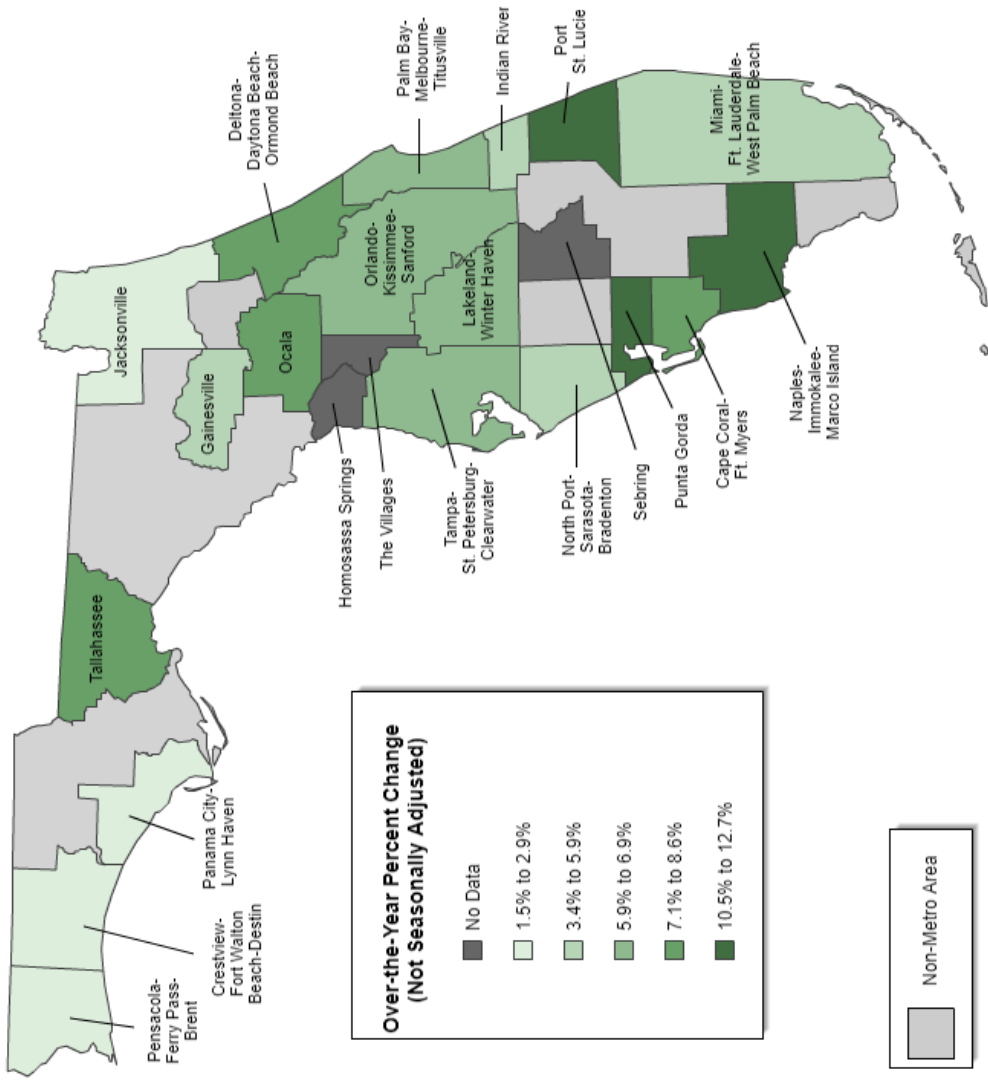 Jacksonville
Deltona-
Daytona Beach-
Ormond Beach
Palm Bay-
Melbourne-
Titusville
Indian River
Port
St. Lucie
Gainesville
Ocala
Orlando-
Kissimmee-
Sanford
Lakeland-
Winter Haven
Miami-
Ft. Lauderdale-
West Palm Beach
Tallahassee
Homosassa Springs
The Villages
Tampa-
St. Petersburg-
Clearwater
North Port-
Sarasota-
Bradenton
Sebring
Punta Gorda
Cape Coral-
Ft. Myers
Naples-
Immokalee-
Marco Island
Pensacola-
Ferry Pass-
Brent
Crestview-
Fort Walton
Beach-Destin
Panama City-
Lynn Haven
Over-the-Year Percent Change
(Not Seasonally Adjusted)
No Data
1.5% to 2.9%
3.4% to 5.9%
5.9% to 6.9%
7.1% to 8.6%
10.5% to 12.7%
Non-Metro Area